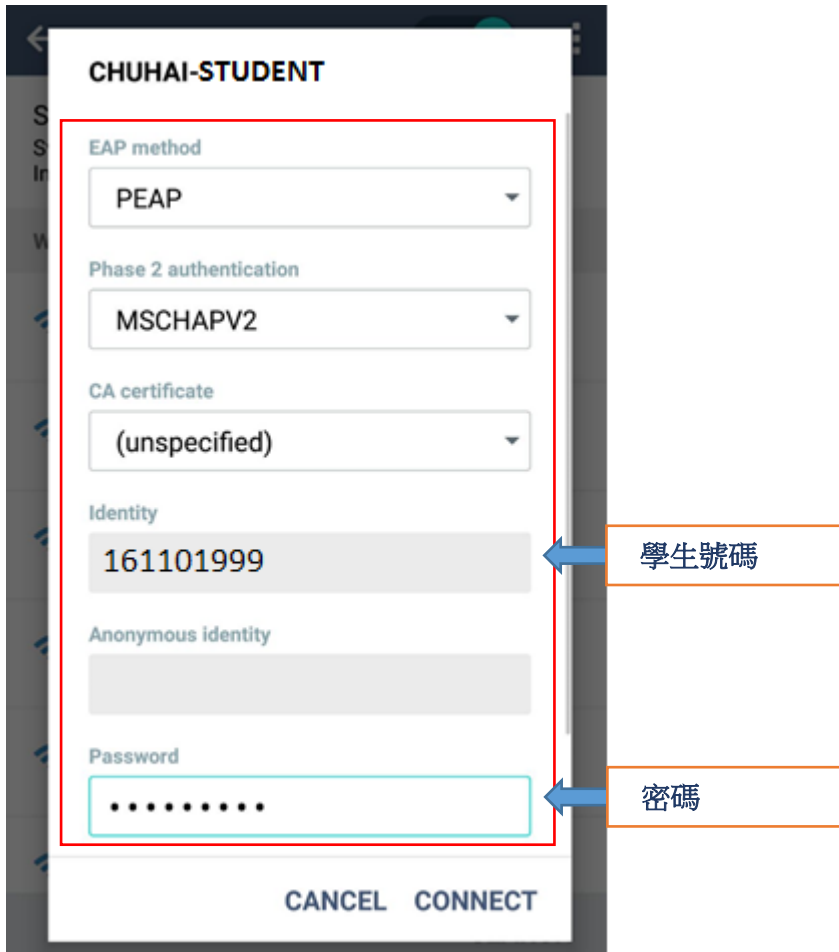 CHUHAI-STUDENT
S
EAP method
S
In
PEAP
W
Phase 2 authentication
MSCHAPV2
CA certificate
(unspecified)
Identity
161101999
學生號碼
Anonymous identity
Password
•••••••••
密碼
CANCEL CONNECT